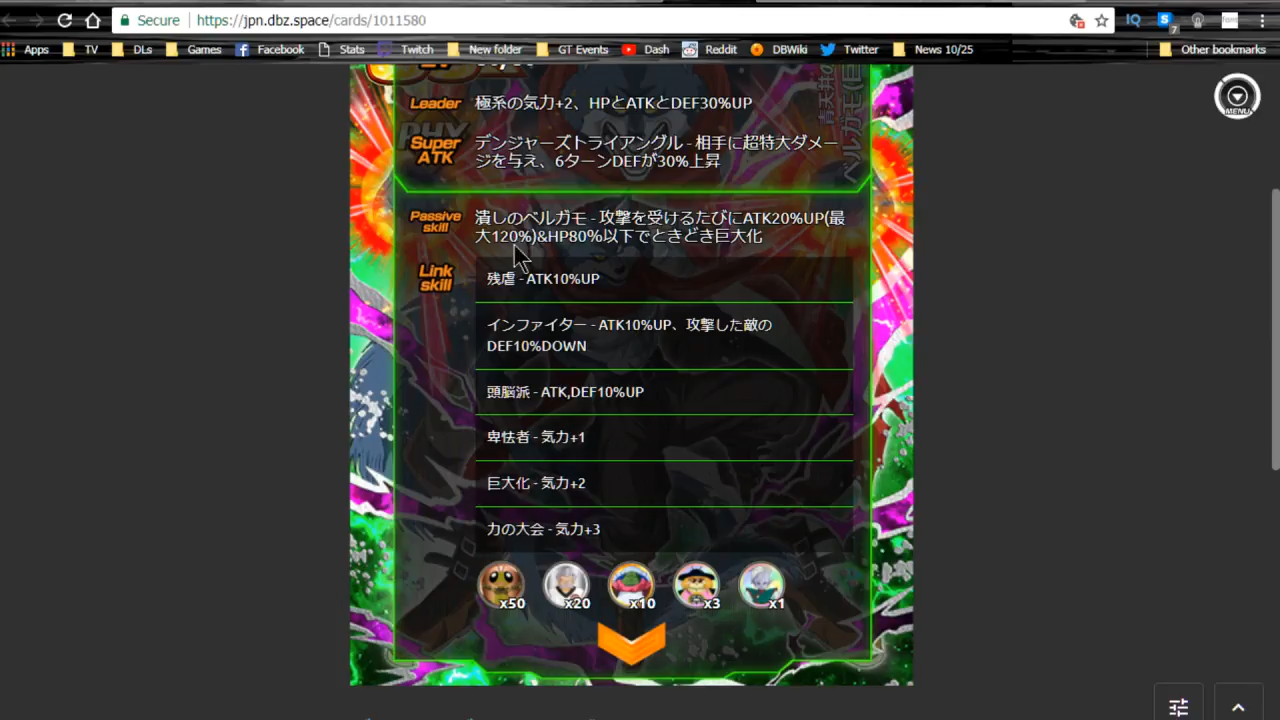 Secure https://jpn.dbz.space/cards/1011580
IQ
7
Apps TV DLs Games Facebook Stats Twitch New folder GT Events Dash Reddit DBWiki Twitter News 10/25 Other bookmarks
MENU
Leader 極系の気力+2、HPとATKとDEF30%UP
PHY
Super ATK デンジャーズトライアングル - 相手に超特大ダメー
ジを与え、6ターンDEFが30%上昇
Passive skill 潰しのベルガモ - 攻撃を受けるたびにATK20%UP(最
大120%)&HP80%以下でときどき巨大化
Link skill
残虐 - ATK10%UP
インファイター - ATK10%UP、攻撃した敵の
DEF10%DOWN
頭脳派 - ATK,DEF10%UP
卑怯者 - 気力+1
巨大化 - 気力+2
力の大会 - 気力+3
x50 x20 x10 x3 x1